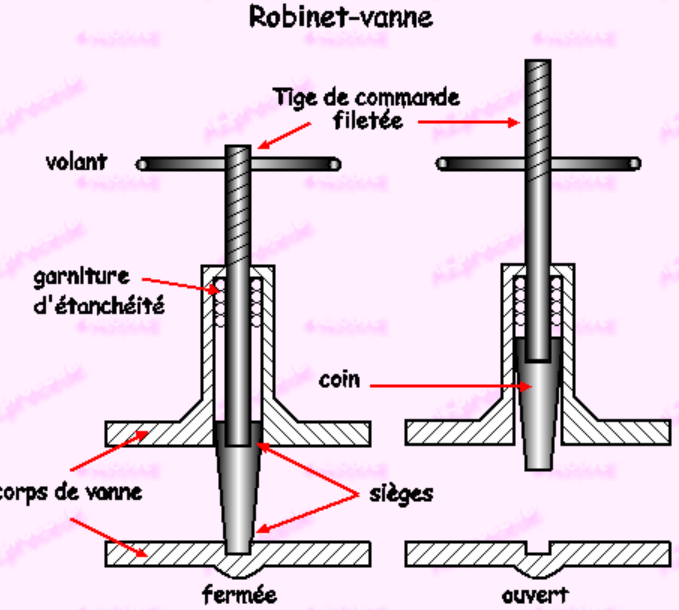 Robinet-vanne
Tige de commande
filetée
volant
garniture
d'étanchéité
coin
corps de vanne
sièges
fermée
ouvert